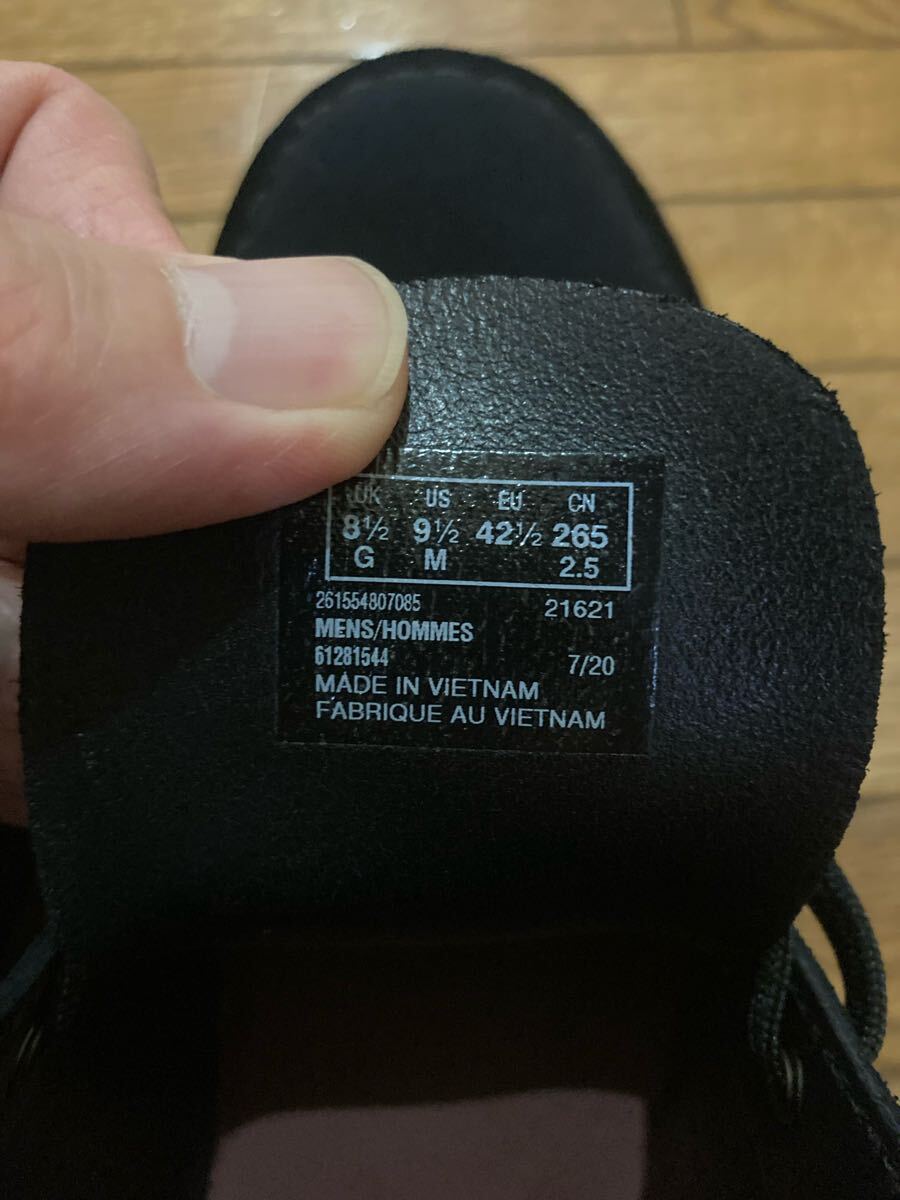 UK US EU CN
8½ 9½ 42½ 265
G M 2.5
261554807085 21621
MENS/HOMMES
61281544 7/20
MADE IN VIETNAM
FABRIQUE AU VIETNAM